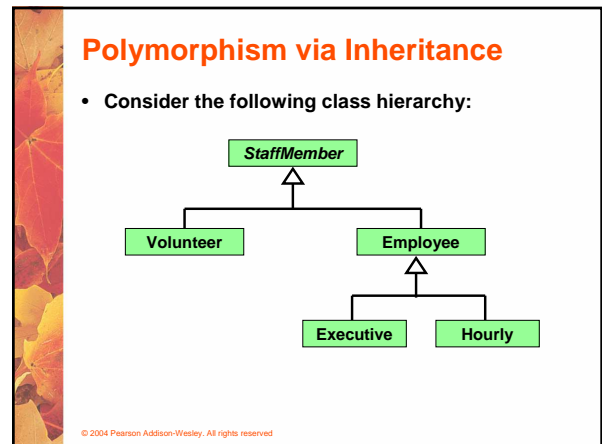 Polymorphism via Inheritance
• Consider the following class hierarchy:
StaffMember
Volunteer
Employee
Executive
Hourly
© 2004 Pearson Addison-Wesley. All rights reserved